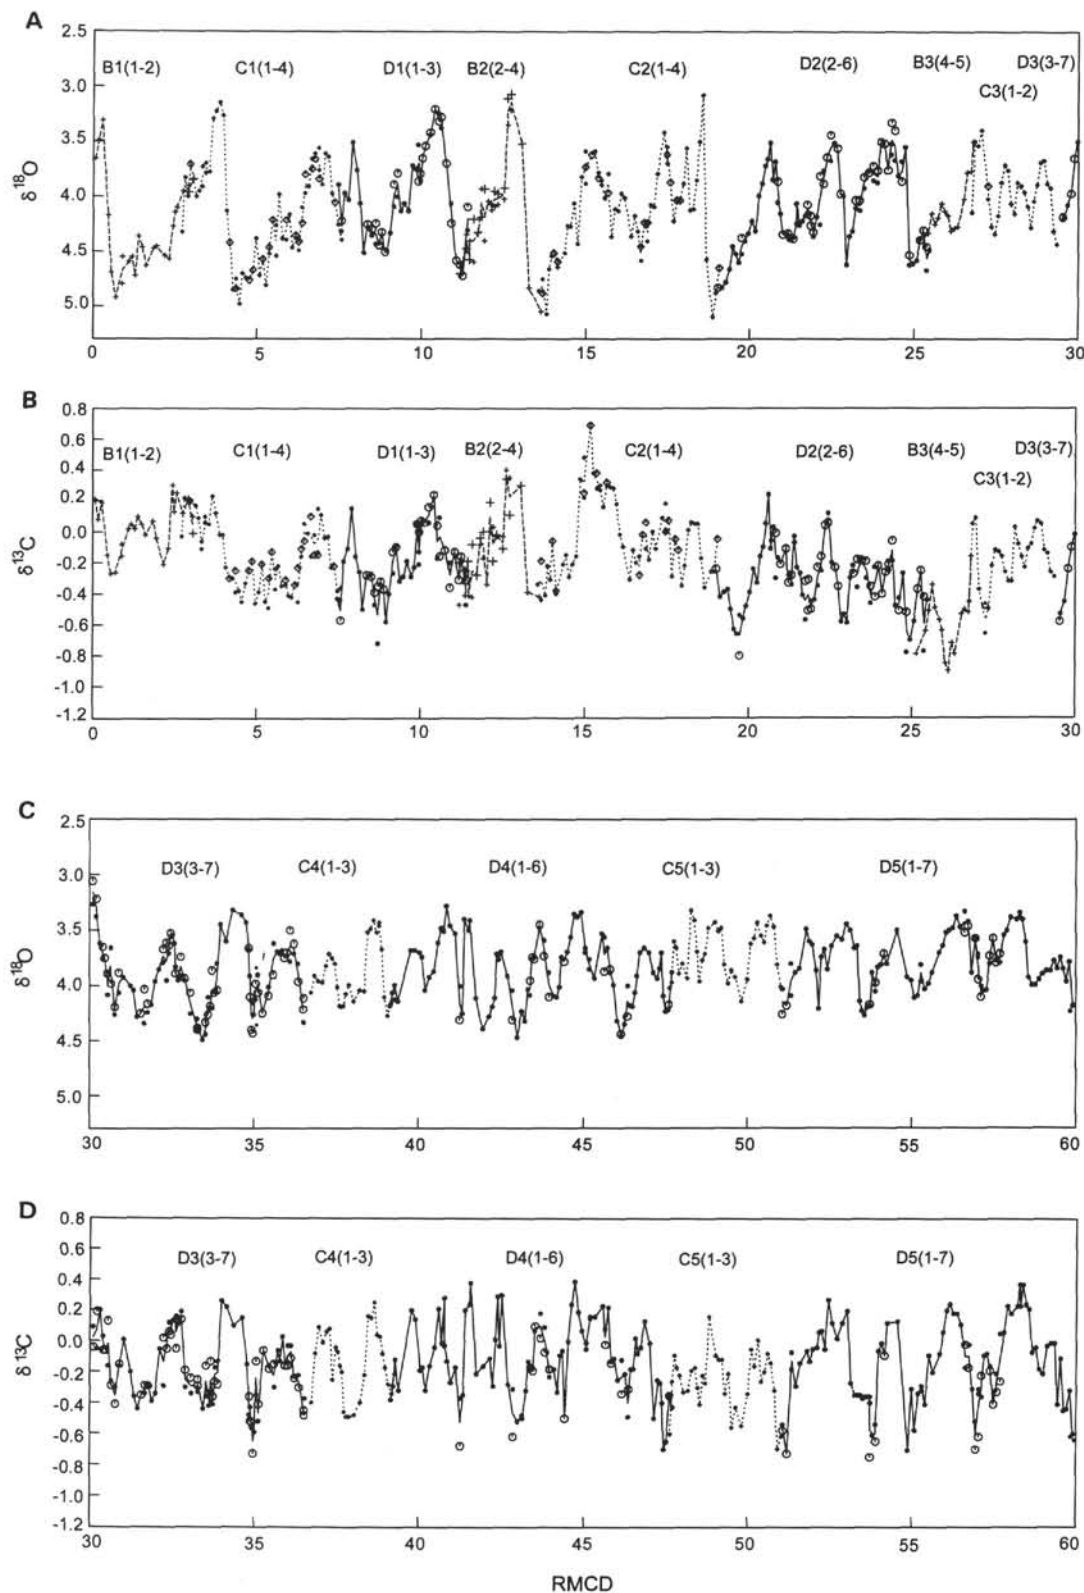 A
2.5
B1(1-2) C1(1-4) D1(1-3) B2(2-4) C2(1-4) D2(2-6) B3(4-5) D3(3-7)
3.0
C3(1-2)
3.5
δ18O
4.0
4.5
5.0
0 5 10 15 20 25 30
B
0.8
0.6
B1(1-2) C1(1-4) D1(1-3) B2(2-4) C2(1-4) D2(2-6) B3(4-5) D3(3-7)
0.4
C3(1-2)
0.2
0.0
δ13C
-0.2
-0.4
-0.6
-0.8
-1.0
-1.2
0 5 10 15 20 25 30
C
2.5
D3(3-7) C4(1-3) D4(1-6) C5(1-3) D5(1-7)
3.0
3.5
δ18O
4.0
4.5
5.0
30 35 40 45 50 55 60
D
0.8
0.6
D3(3-7) C4(1-3) D4(1-6) C5(1-3) D5(1-7)
0.4
0.2
0.0
δ13C
-0.2
-0.4
-0.6
-0.8
-1.0
-1.2
30 35 40 45 50 55 60
RMCD